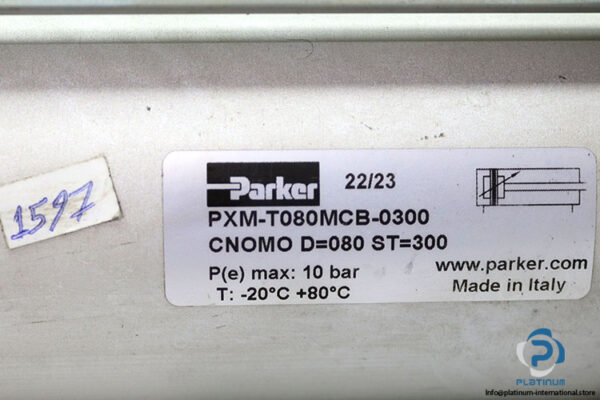 1597
Parker 22/23
PXM-T080MCB-0300
CNOMO D=080 ST=300
P(e) max: 10 bar
T: -20°C +80°C
www.parker.com
Made in Italy
PLATINUM
Info@platinum-international.store